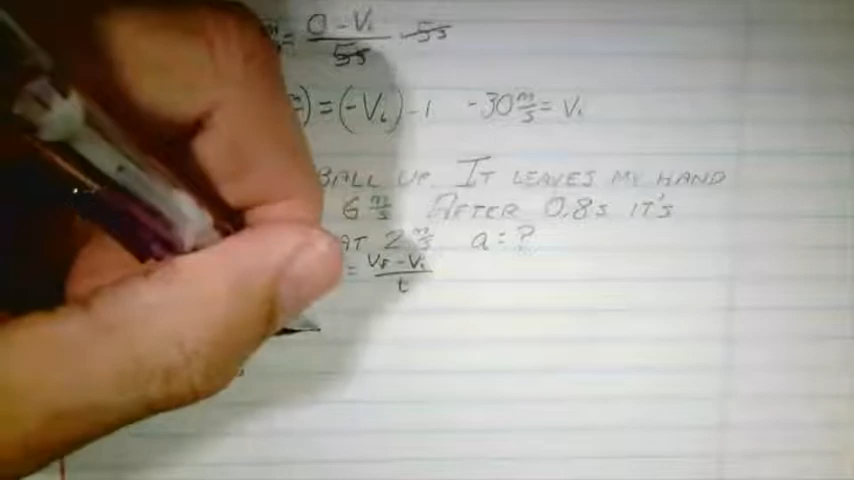 = 0 - Vi / 5s · 5s
) = (-Vi) · -1 -30 m/s = Vi
BALL UP. IT LEAVES MY HAND
6 m/s AFTER 0.8s IT'S
AT 2 m/s a = ?
= Vf - Vi / t